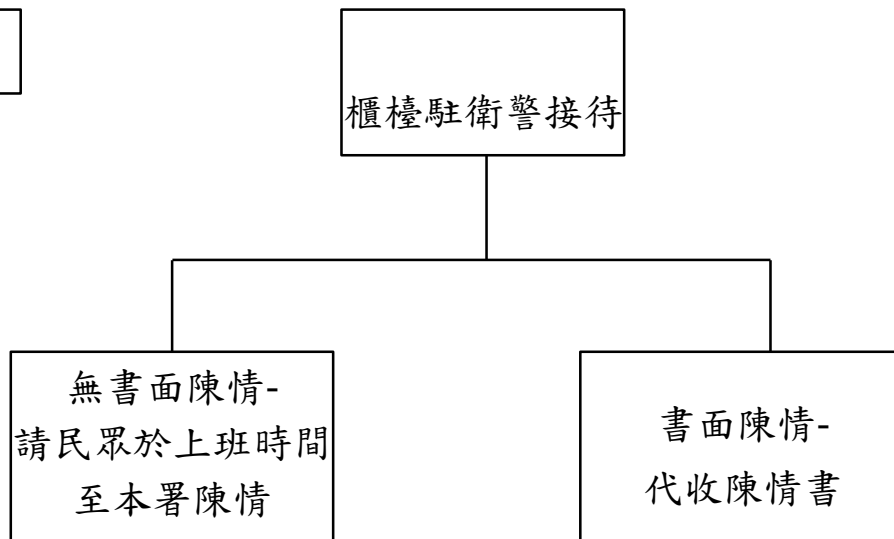 櫃檯駐衛警接待
無書面陳情-
請民眾於上班時間
至本署陳情
書面陳情-
代收陳情書